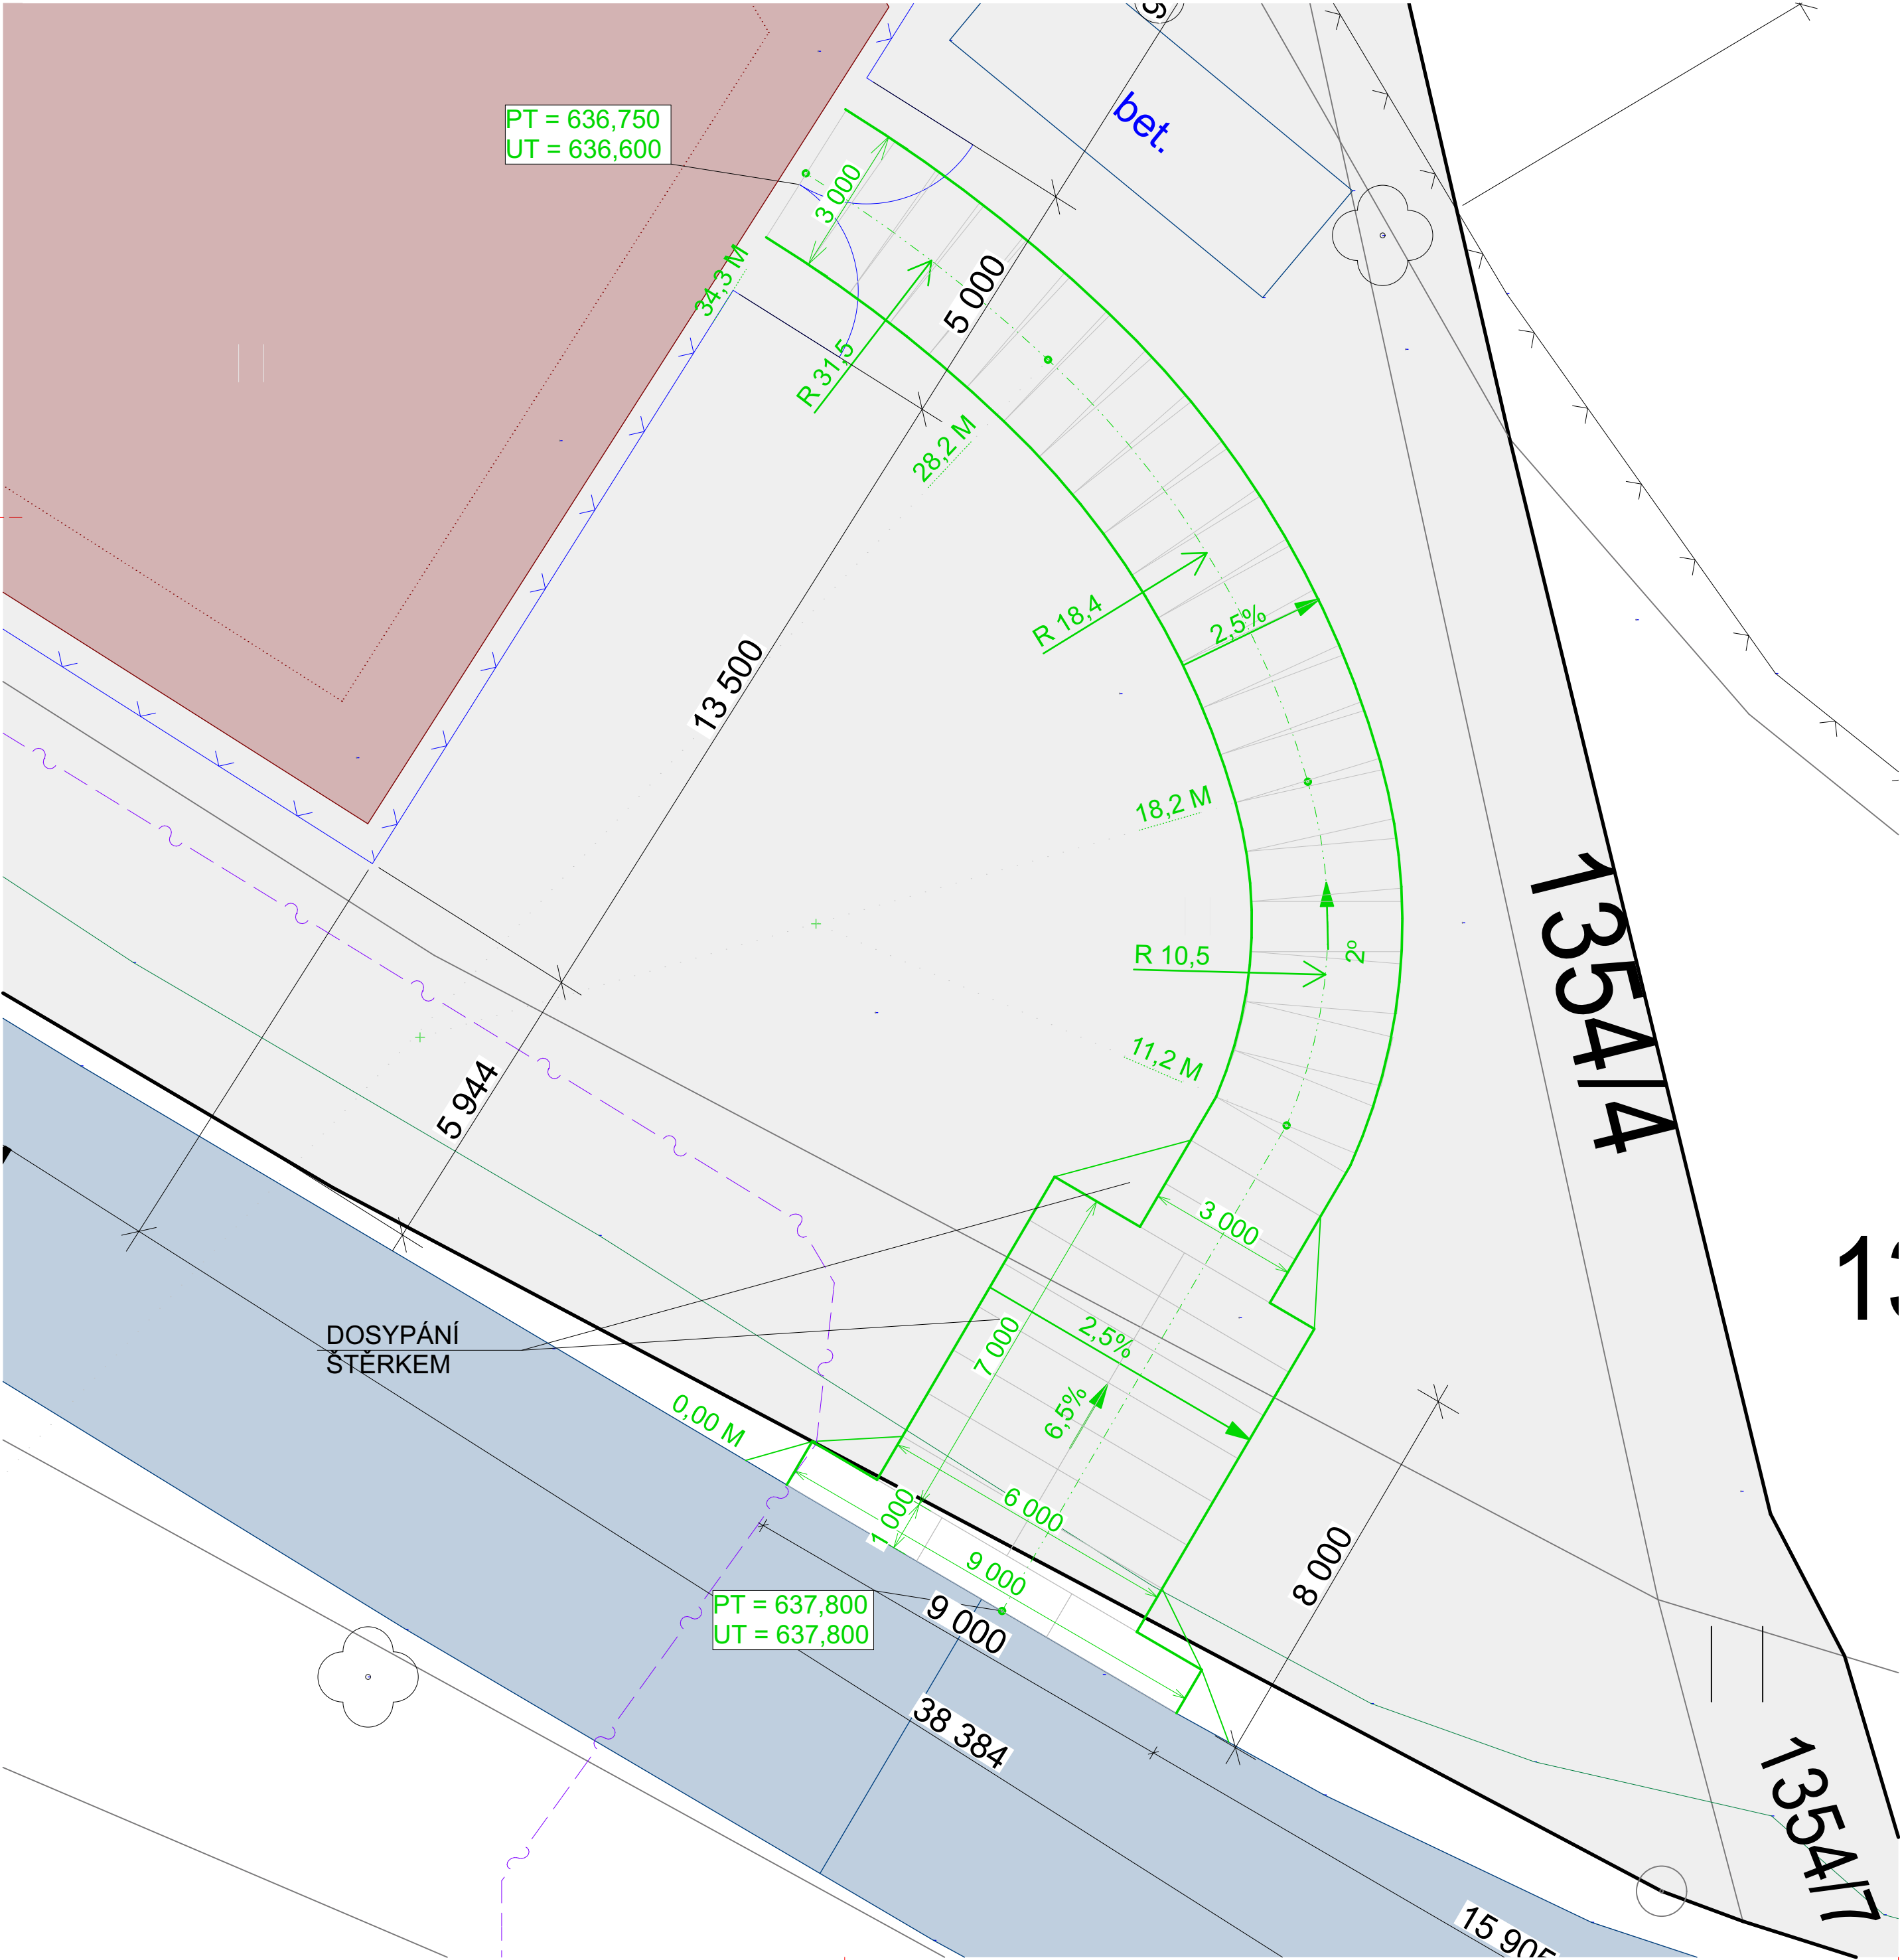 9
bet.
PT = 636,750
UT = 636,600
3 000
34,3 M
5 000
R 31,5
28,2 M
R 18,4
2,5%
13 500
18,2 M
1354/4
R 10,5
2°
11,2 M
5 944
3 000
DOSYPÁNÍ
ŠTĚRKEM
7 000
2,5%
6,5%
0,00 M
1 000
6 000
9 000
8 000
PT = 637,800
UT = 637,800
9 000
38 384
1354/7
15 905